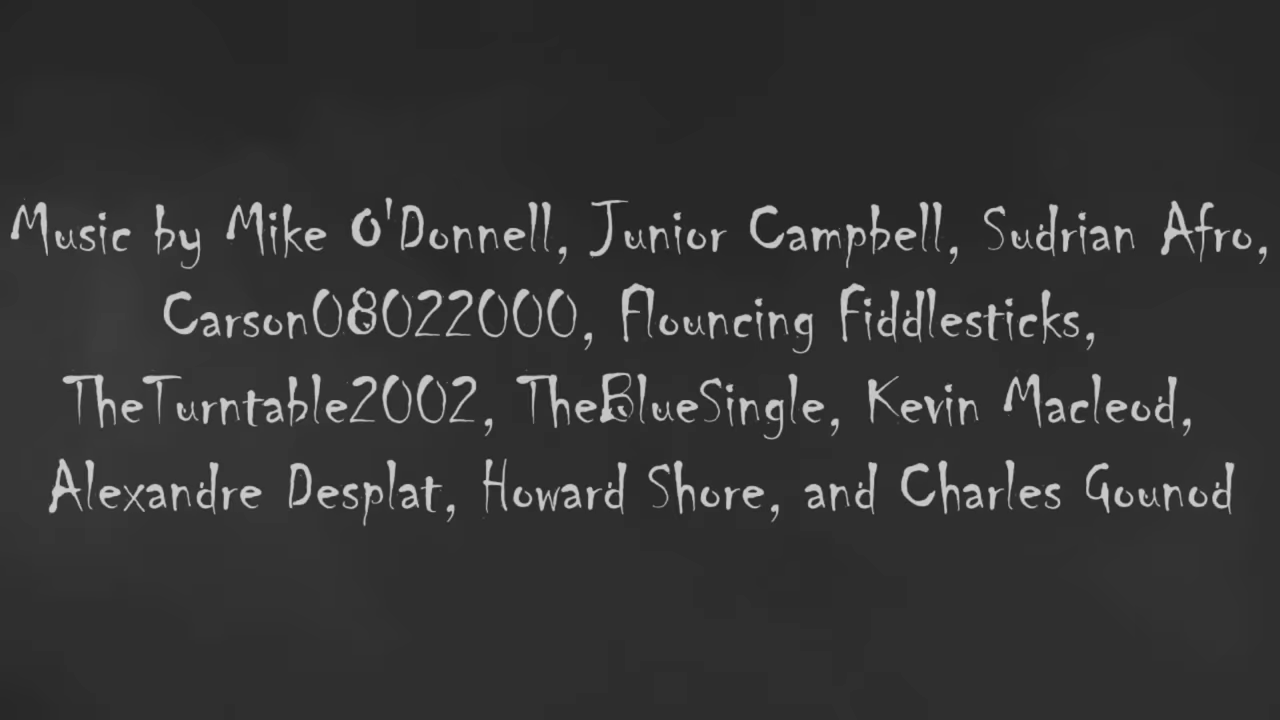 Music by Mike O'Donnell, Junior Campbell, Sudrian Afro,
Carson08022000, Flouncing Fiddlesticks,
TheTurntable2002, TheBlueSingle, Kevin Macleod,
Alexandre Desplat, Howard Shore, and Charles Gounod